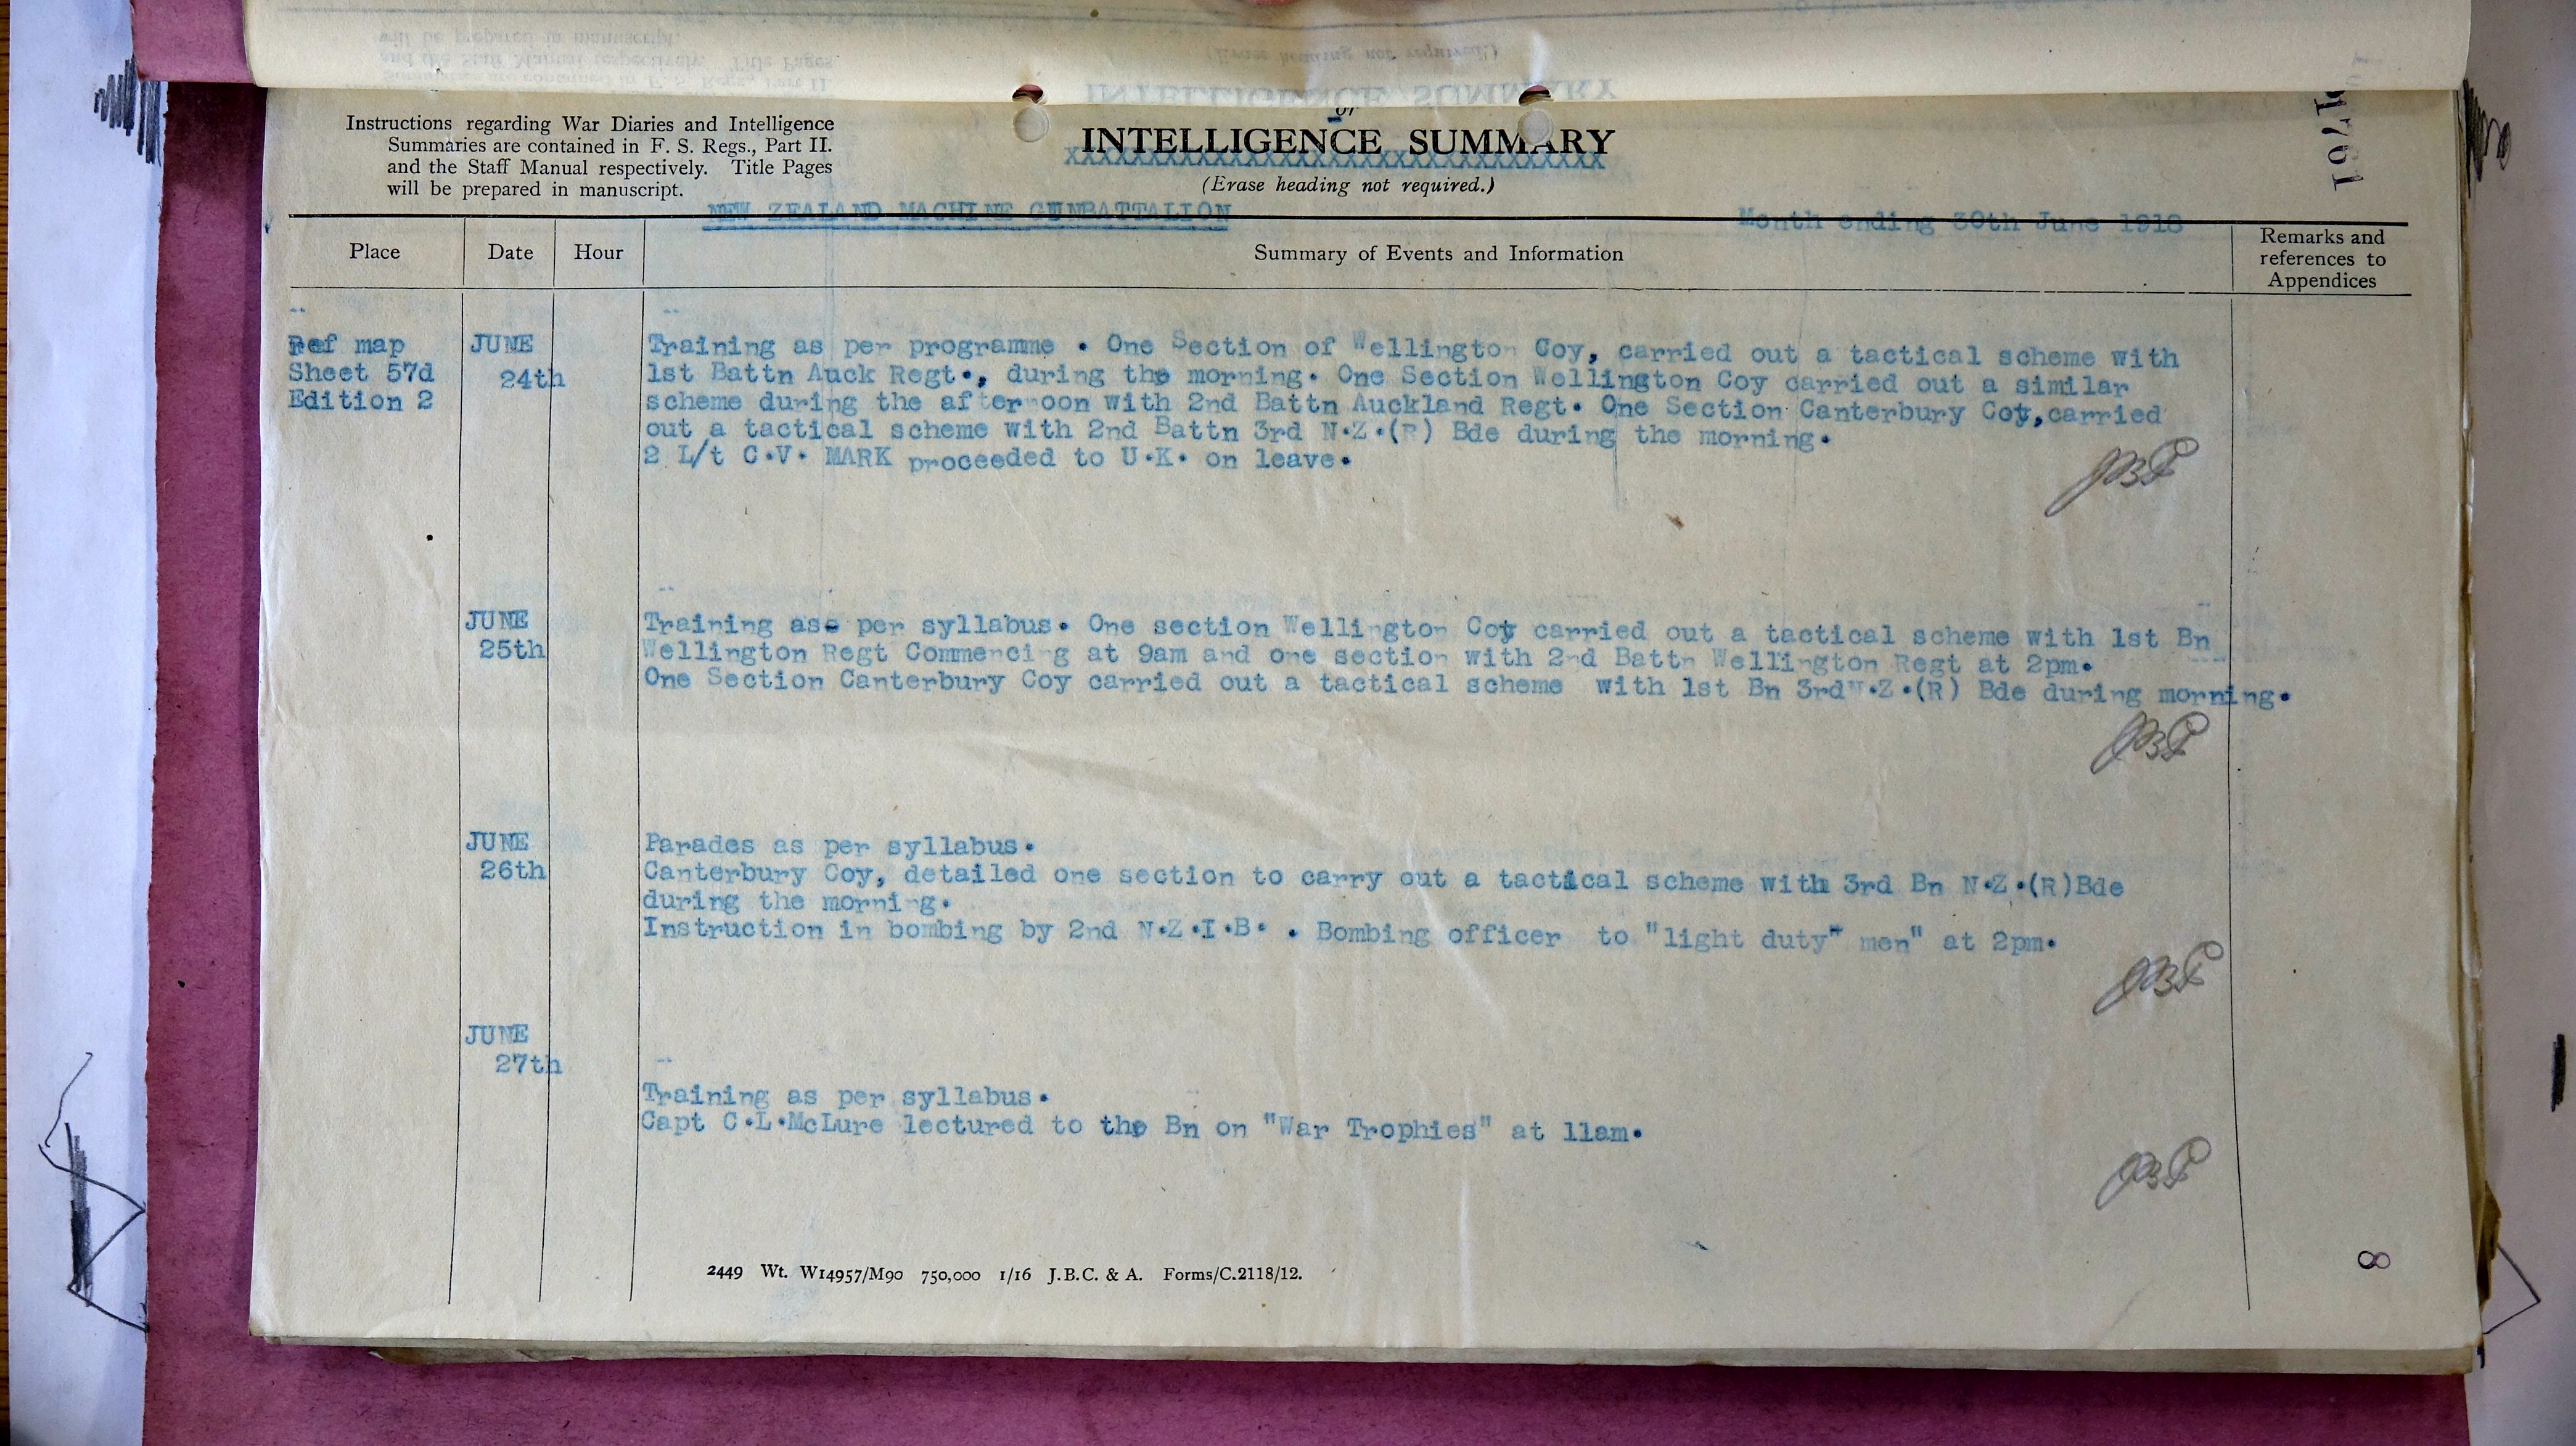 Instructions regarding War Diaries and Intelligence
Summaries are contained in F. S. Regs., Part II.
and the Staff Manual respectively. Title Pages
will be prepared in manuscript.
or
INTELLIGENCE SUMMARY
(Erase heading not required.)
NEW ZEALAND MACHINE GUNBATTALION
Month ending 30th June 1918
1761
Place
Date
Hour
Summary of Events and Information
Remarks and
references to
Appendices
Ref map
Sheet 57d
Edition 2
JUNE
24th
Training as per programme . One Section of Wellington Coy, carried out a tactical scheme with
1st Battn Auck Regt., during the morning. One Section Wellington Coy carried out a similar
scheme during the afternoon with 2nd Battn Auckland Regt. One Section Canterbury Coy,carried
out a tactical scheme with 2nd Battn 3rd N.Z.(R) Bde during the morning.
2 L/t C.V. MARK proceeded to U.K. on leave.
JUNE
25th
Training as per syllabus. One section Wellington Coy carried out a tactical scheme with 1st Bn
Wellington Regt Commencing at 9am and one section with 2nd Battn Wellington Regt at 2pm.
One Section Canterbury Coy carried out a tactical scheme with 1st Bn 3rd N.Z.(R) Bde during morning.
JUNE
26th
Parades as per syllabus.
Canterbury Coy, detailed one section to carry out a tactical scheme with 3rd Bn N.Z.(R)Bde
during the morning.
Instruction in bombing by 2nd N.Z.I.B. . Bombing officer to "light duty" men" at 2pm.
JUNE
27th
Training as per syllabus.
Capt C.L.McLure lectured to the Bn on "War Trophies" at 11am.
2449 Wt. W14957/M90 750,000 1/16 J.B.C. & A. Forms/C.2118/12.
8